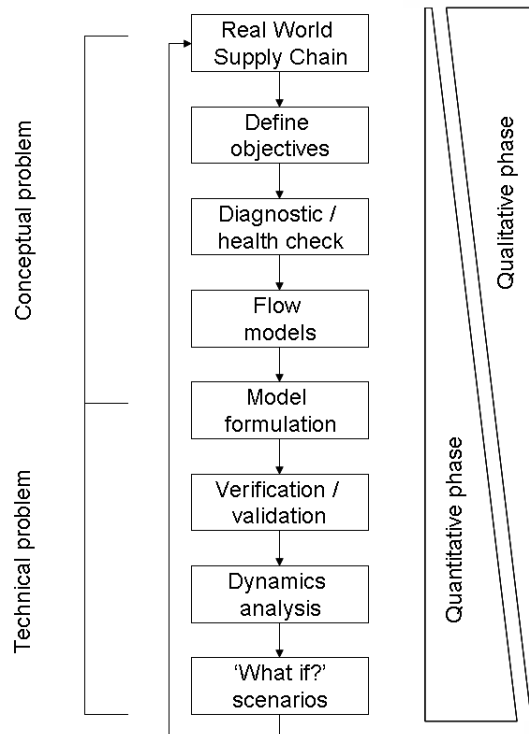 Real World
Supply Chain
Define
objectives
Diagnostic /
health check
Flow
models
Model
formulation
Verification /
validation
Dynamics
analysis
‘What if?’
scenarios
Conceptual problem
Technical problem
Qualitative phase
Quantitative phase